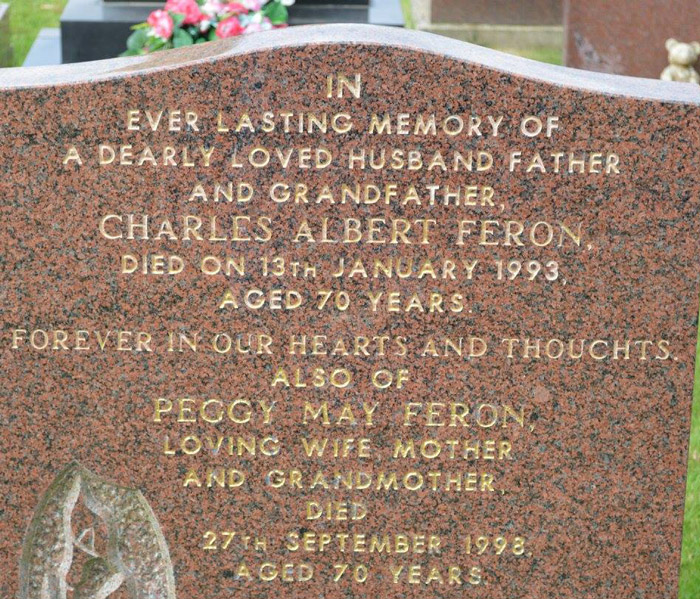 IN
EVER LASTING MEMORY OF
A DEARLY LOVED HUSBAND FATHER
AND GRANDFATHER,
CHARLES ALBERT FERON,
DIED ON 13TH JANUARY 1993,
AGED 70 YEARS.
FOREVER IN OUR HEARTS AND THOUGHTS.
ALSO OF
PEGGY MAY FERON,
LOVING WIFE, MOTHER
AND GRANDMOTHER,
DIED
27TH SEPTEMBER 1998.
AGED 70 YEARS.